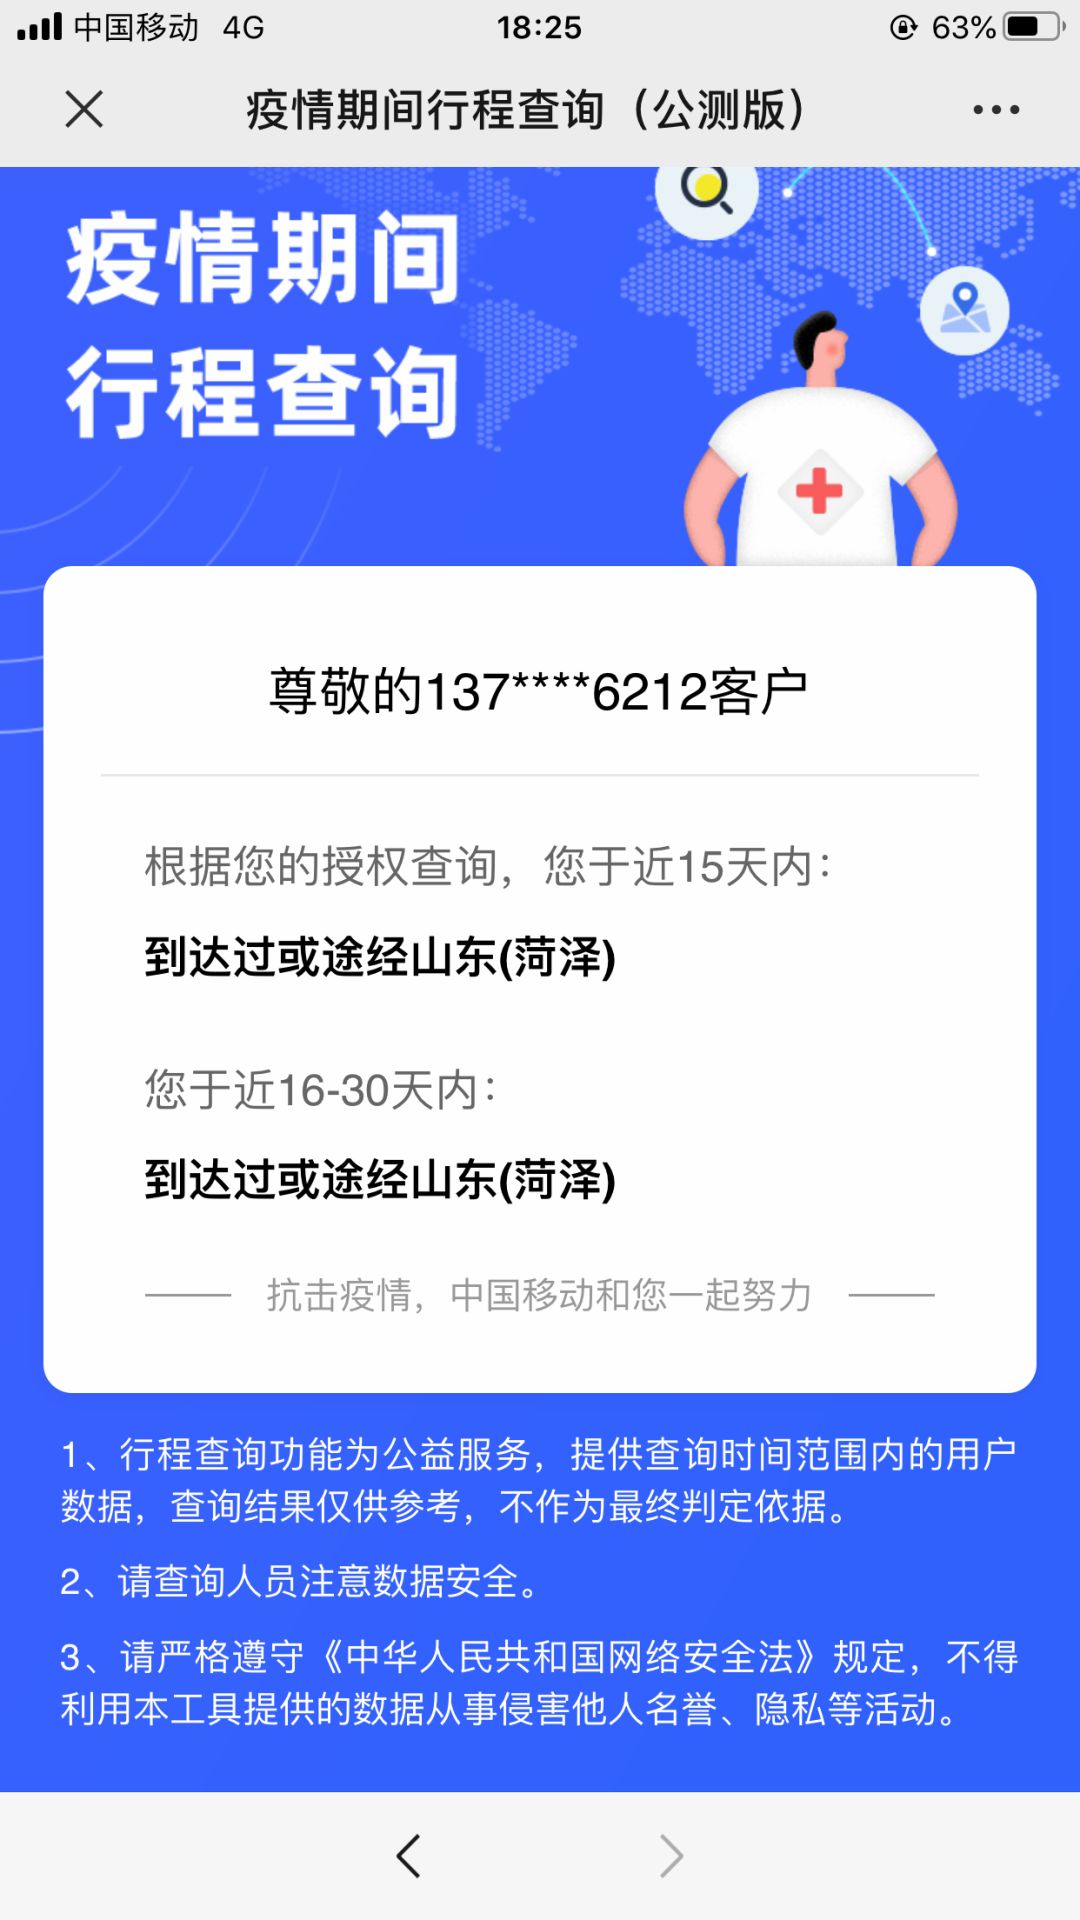 中国移动 4G 18:25 63%
疫情期间行程查询（公测版）
疫情期间
行程查询
尊敬的137****6212客户
根据您的授权查询，您于近15天内：
到达过或途经山东(菏泽)
您于近16-30天内：
到达过或途经山东(菏泽)
抗击疫情，中国移动和您一起努力
1、行程查询功能为公益服务，提供查询时间范围内的用户
数据，查询结果仅供参考，不作为最终判定依据。
2、请查询人员注意数据安全。
3、请严格遵守《中华人民共和国网络安全法》规定，不得
利用本工具提供的数据从事侵害他人名誉、隐私等活动。